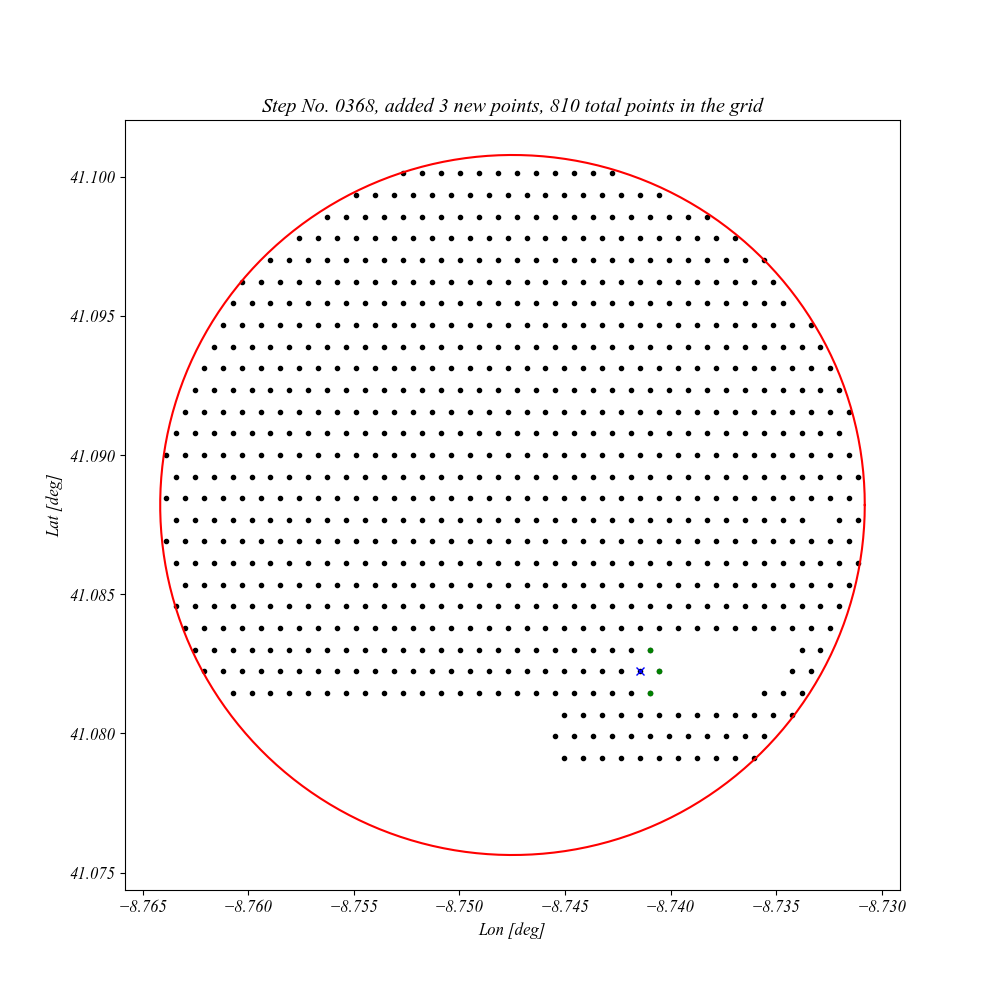 Step No. 0368, added 3 new points, 810 total points in the grid
41.100
41.095
41.090
41.085
41.080
41.075
Lat [deg]
−8.765 −8.760 −8.755 −8.750 −8.745 −8.740 −8.735 −8.730
Lon [deg]